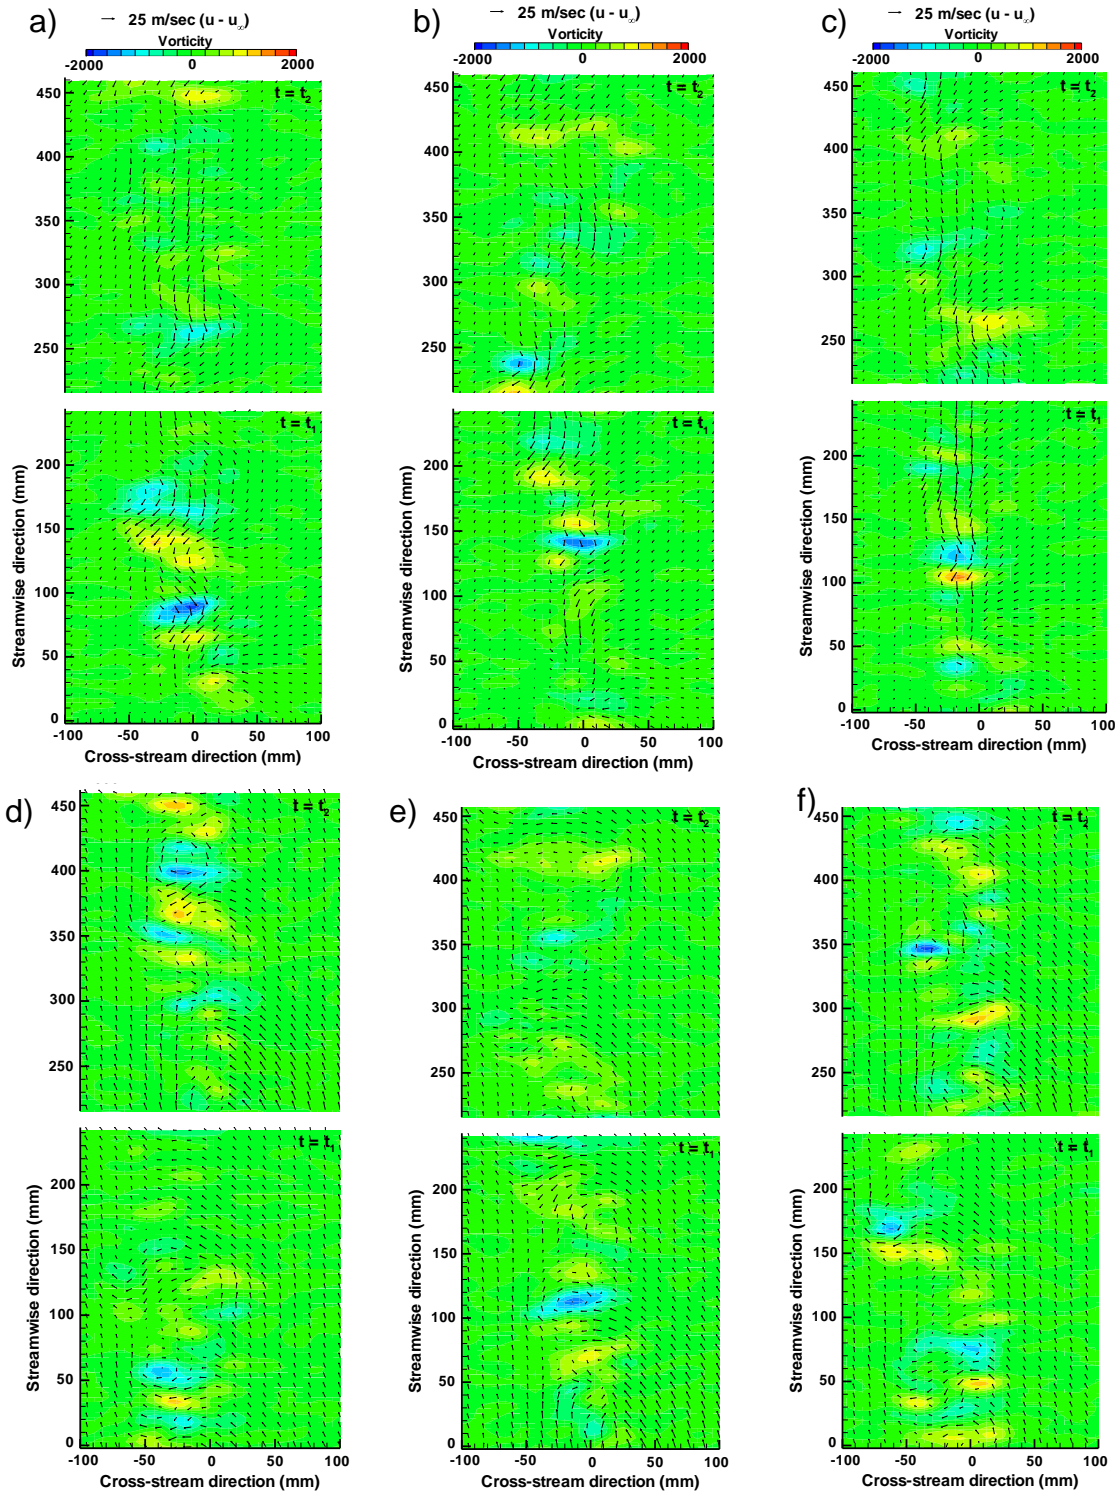 a) → 25 m/sec (u - u∞)
Vorticity
-2000 0 2000
t = t2
450
400
350
300
250
t = t1
200
150
100
50
0
Streamwise direction (mm)
-100 -50 0 50 100
Cross-stream direction (mm)
b) → 25 m/sec (u - u∞)
Vorticity
-2000 0 2000
t = t2
450
400
350
300
250
t = t1
200
150
100
50
0
Streamwise direction (mm)
-100 -50 0 50 100
Cross-stream direction (mm)
c) → 25 m/sec (u - u∞)
Vorticity
-2000 0 2000
t = t2
450
400
350
300
250
t = t1
200
150
100
50
0
Streamwise direction (mm)
-100 -50 0 50 100
Cross-stream direction (mm)
d)
t = t2
450
400
350
300
250
t = t1
200
150
100
50
0
Streamwise direction (mm)
-100 -50 0 50 100
Cross-stream direction (mm)
e)
t = t2
450
400
350
300
250
t = t1
200
150
100
50
0
Streamwise direction (mm)
-100 -50 0 50 100
Cross-stream direction (mm)
f)
t = t2
450
400
350
300
250
t = t1
200
150
100
50
0
Streamwise direction (mm)
-100 -50 0 50 100
Cross-stream direction (mm)